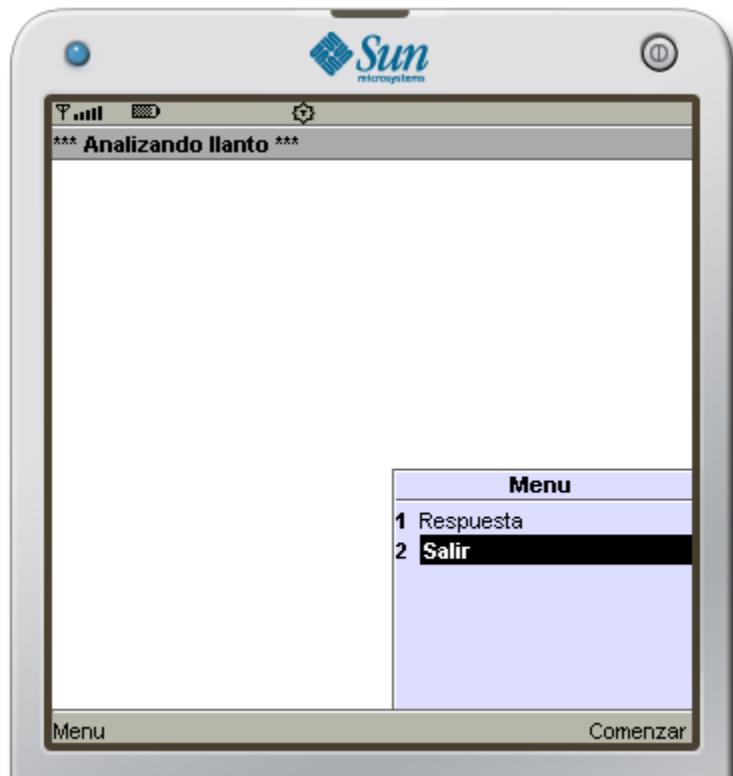 Sun
microsystems
*** Analizando llanto ***
Menu
1 Respuesta
2 Salir
Menu Comenzar